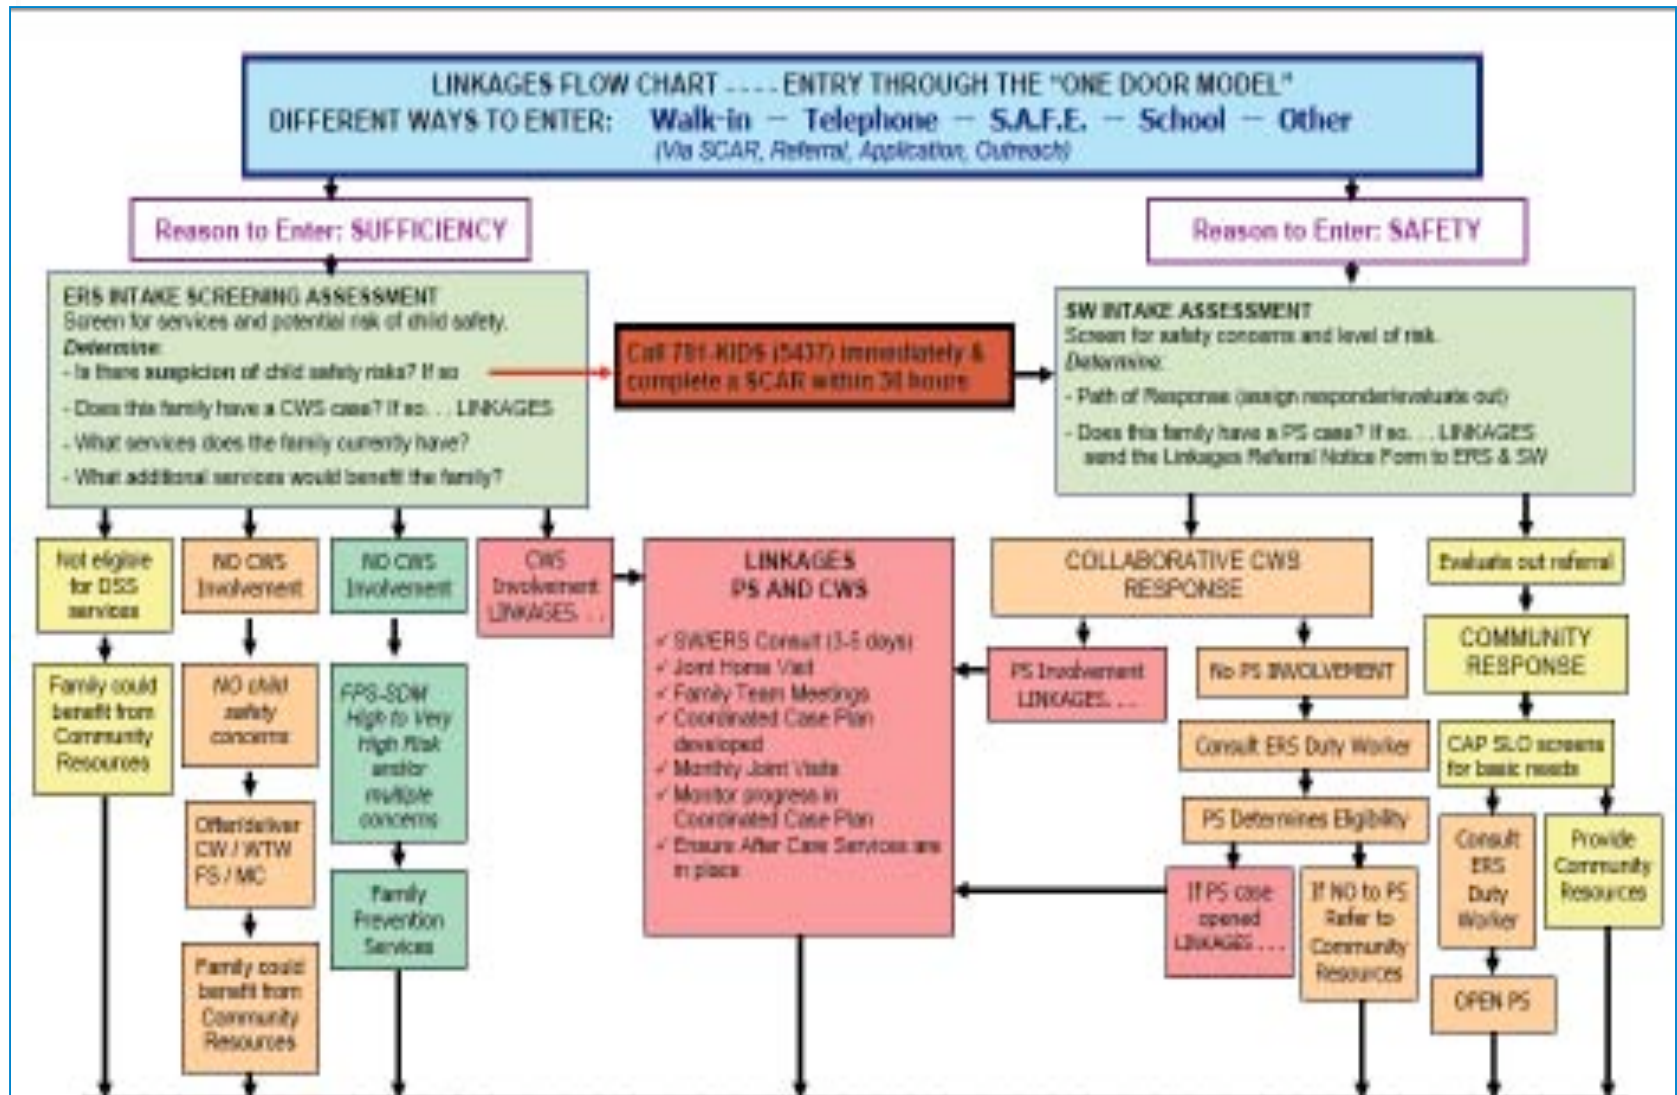 LINKAGES FLOW CHART - - - - ENTRY THROUGH THE "ONE DOOR MODEL"
DIFFERENT WAYS TO ENTER: Walk-in – Telephone – S.A.F.E. – School – Other
(Via SCAR, Referral, Application, Outreach)
Reason to Enter: SUFFICIENCY
Reason to Enter: SAFETY
ERS INTAKE SCREENING ASSESSMENT
Screen for services and potential risk of child safety.
Determine:
- Is there suspicion of child safety risks? If so
- Does this family have a CWS case? If so. . . LINKAGES
- What services does the family currently have?
- What additional services would benefit the family?
Call 781-KIDS (5437) immediately &
complete a SCAR within 36 hours
SW INTAKE ASSESSMENT
Screen for safety concerns and level of risk.
Determine:
- Path of Response (assign responder/evaluate out)
- Does this family have a PS case? If so. . . LINKAGES
send the Linkages Referral Notice Form to ERS & SW
Not eligible
for DSS
services
Family could
benefit from
Community
Resources
NO CWS
Involvement
NO child
safety
concerns
Offer/deliver
CW / WTW
FS / MC
Family could
benefit from
Community
Resources
NO CWS
Involvement
FPS-SDM
High to Very
High Risk
and/or
multiple
concerns
Family
Prevention
Services
CWS
Involvement
LINKAGES. . .
LINKAGES
PS AND CWS
✓ SW/ERS Consult (3-5 days)
✓ Joint Home Visit
✓ Family Team Meetings
✓ Coordinated Case Plan
developed
✓ Monthly Joint Visits
✓ Monitor progress in
Coordinated Case Plan
✓ Ensure After Care Services are
in place
COLLABORATIVE CWS
RESPONSE
PS Involvement
LINKAGES. . .
No PS INVOLVEMENT
Consult ERS Duty Worker
PS Determines Eligibility
If PS case
opened
LINKAGES . . .
If NO to PS
Refer to
Community
Resources
Evaluate out referral
COMMUNITY
RESPONSE
CAP SLO screens
for basic needs
Consult
ERS
Duty
Worker
OPEN PS
Provide
Community
Resources